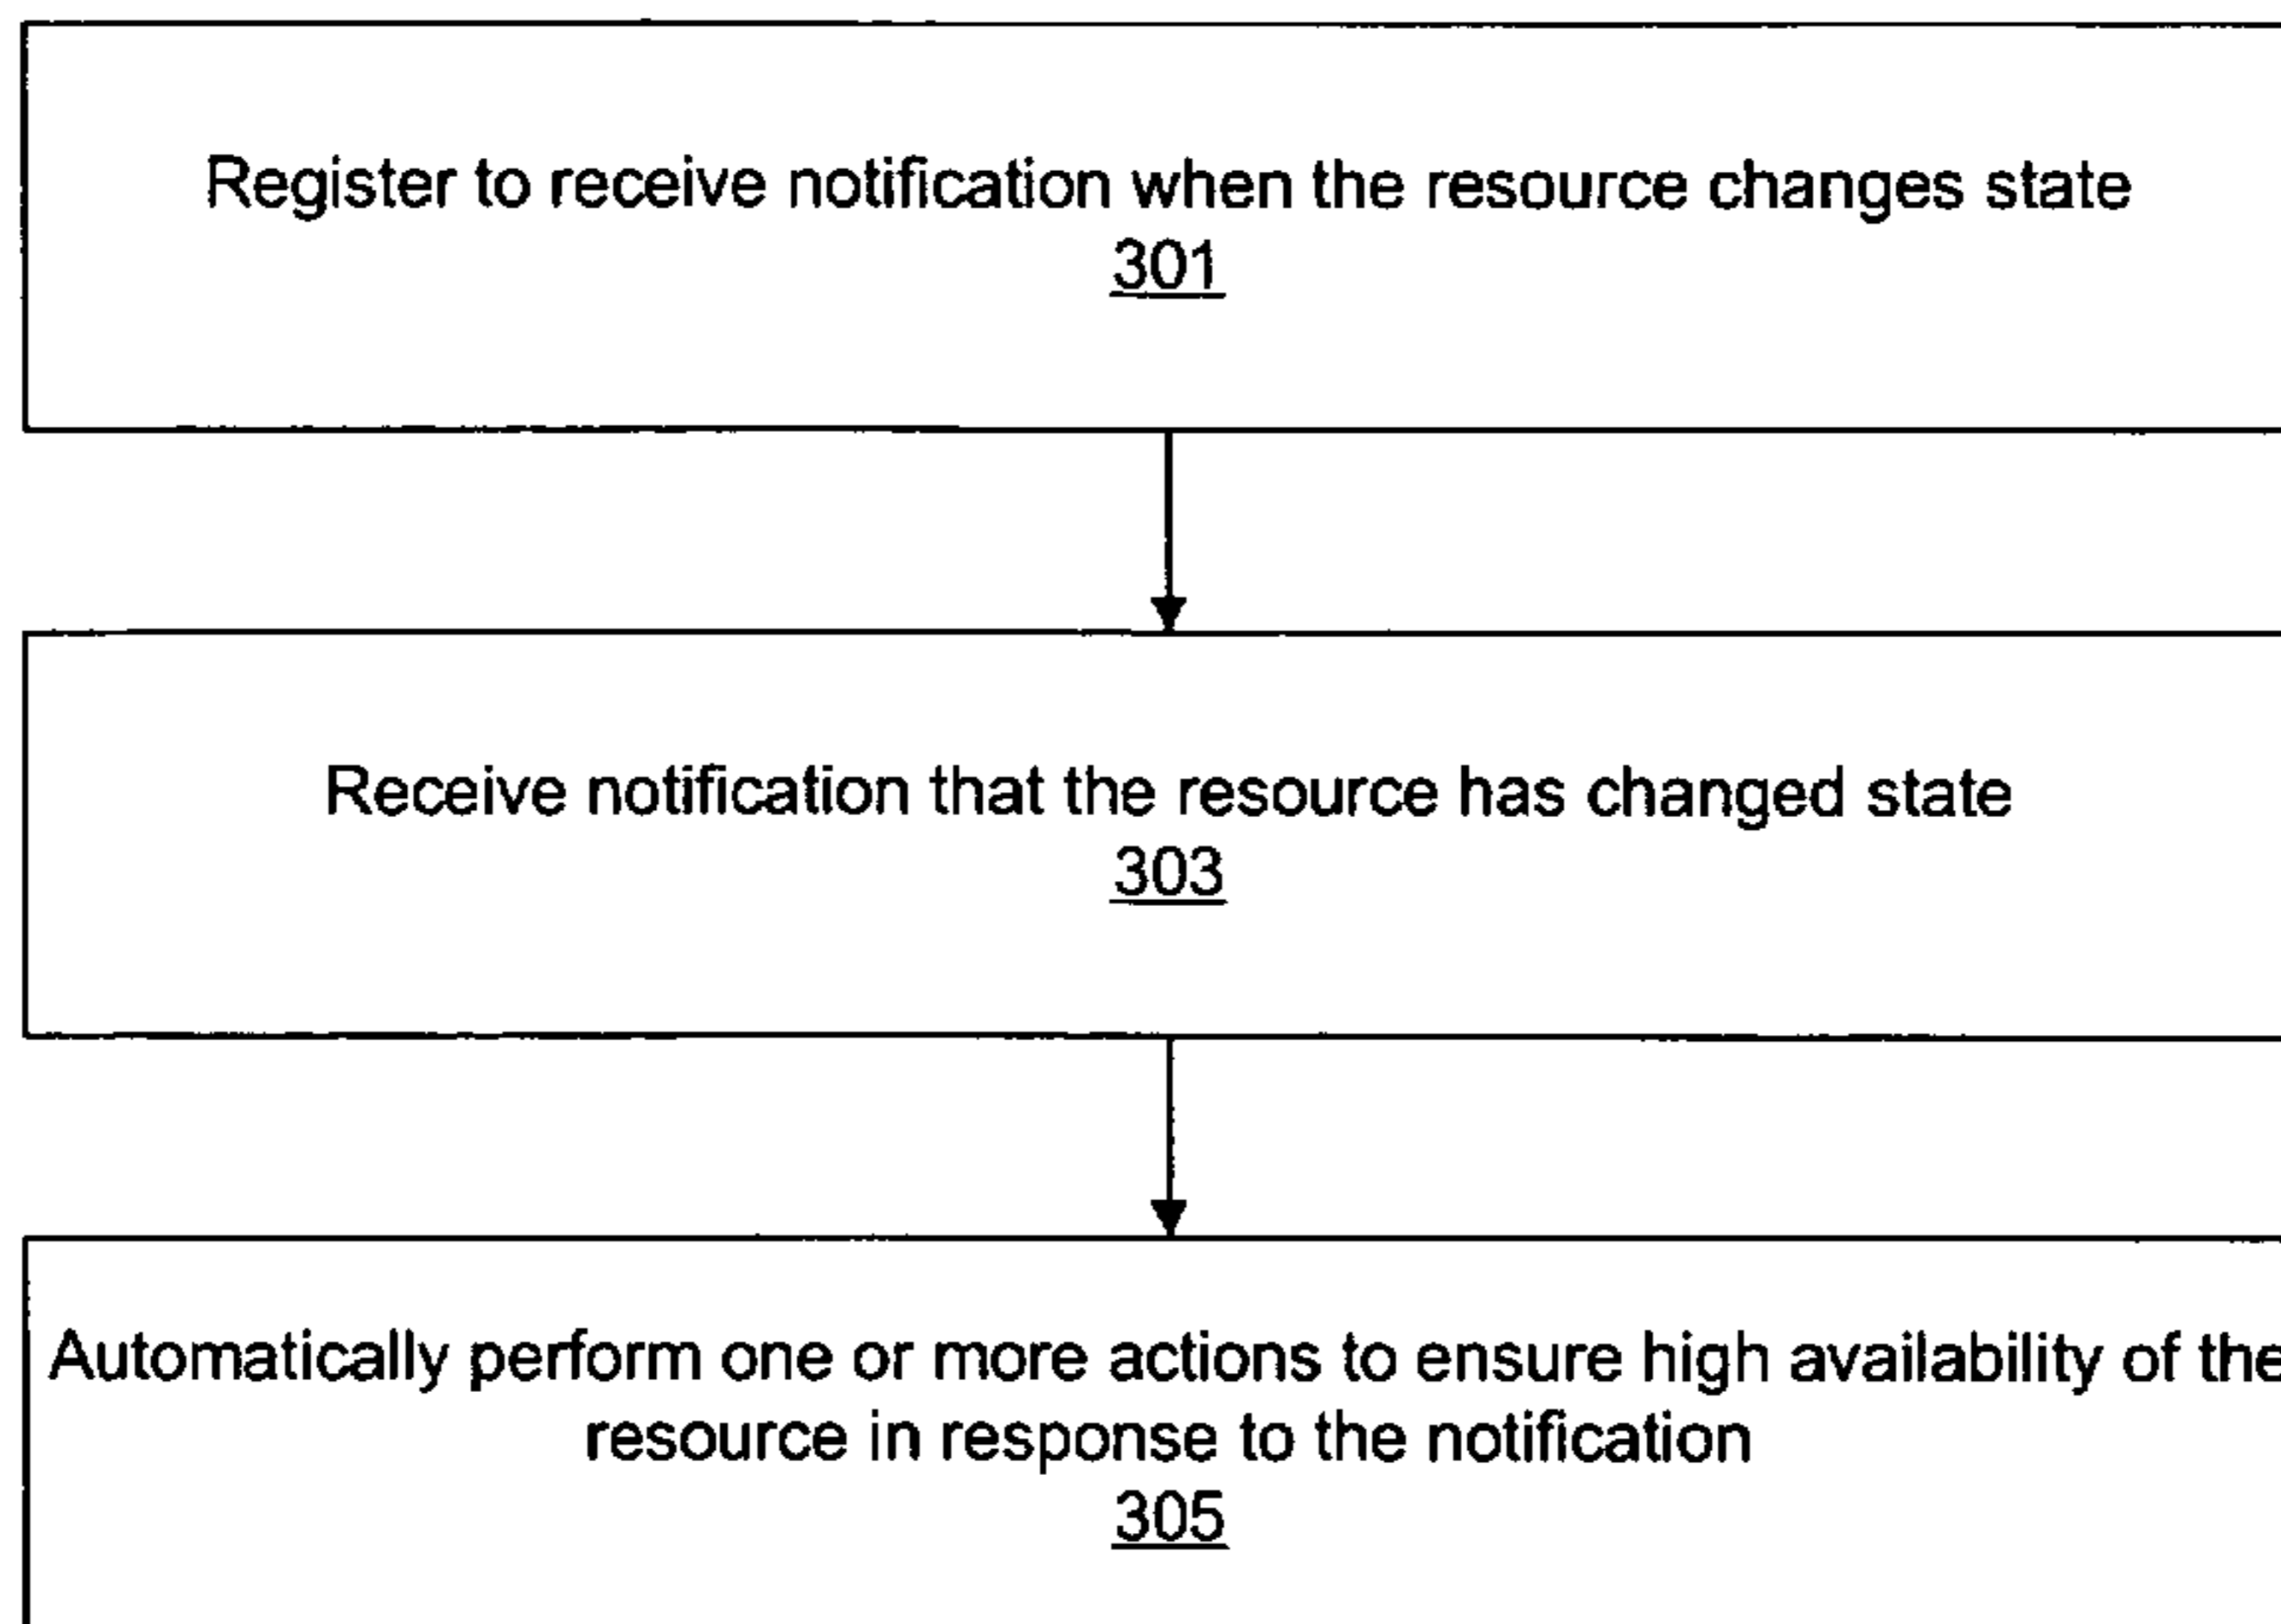 Register to receive notification when the resource changes state
301
Receive notification that the resource has changed state
303
Automatically perform one or more actions to ensure high availability of the
resource in response to the notification
305